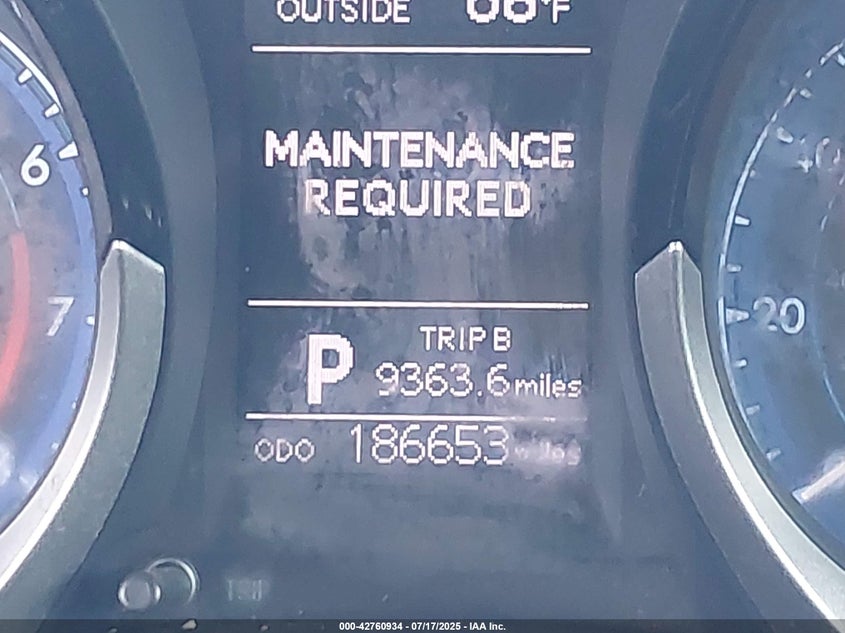 OUTSIDE °F
MAINTENANCE
REQUIRED
6
7
20
TRIP B
P 9363.6 miles
ODO 186653 miles
000-42760934 - 07/17/2025 - IAA Inc.